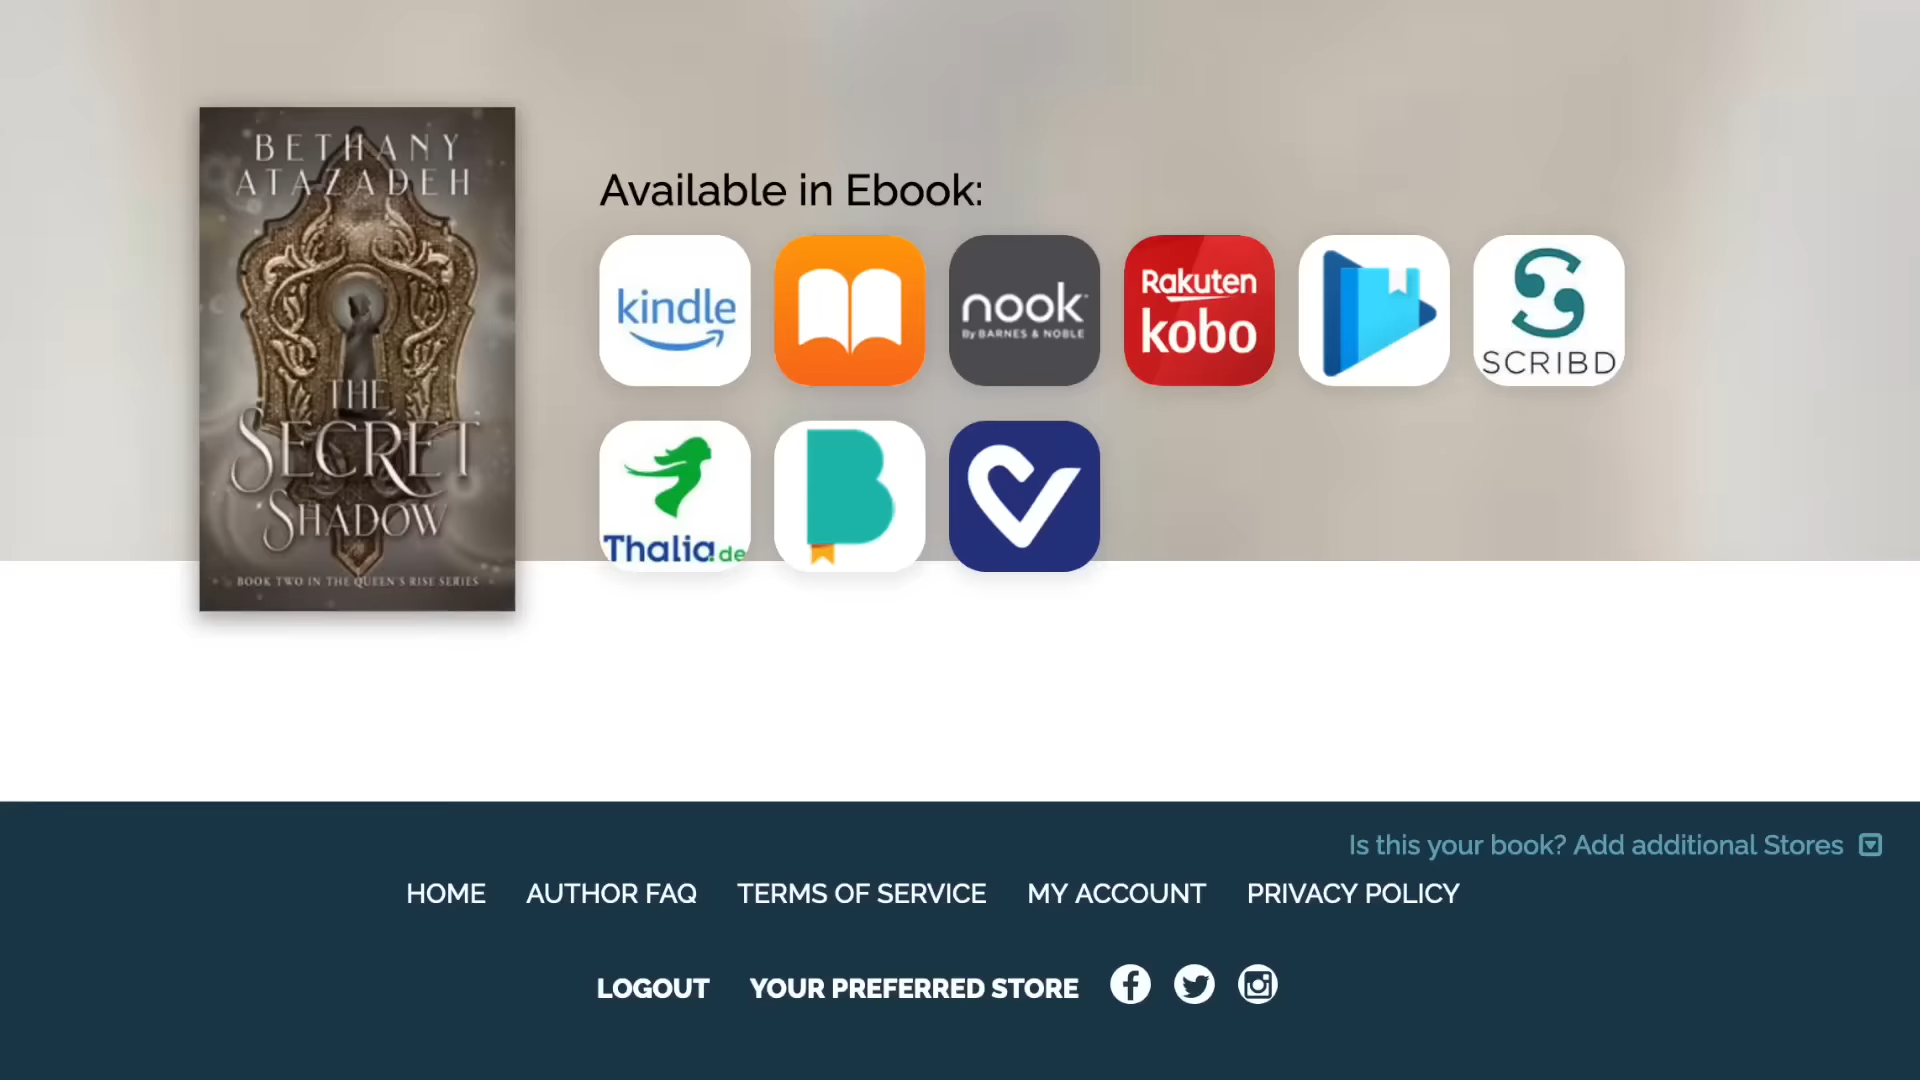 BETHANY
ATAZADEH
THE
SECRET
SHADOW
BOOK TWO IN THE QUEEN'S RISE SERIES
Available in Ebook:
kindle
nook
By BARNES & NOBLE
Rakuten
kobo
SCRIBD
Thalia.de
Is this your book? Add additional Stores
HOME AUTHOR FAQ TERMS OF SERVICE MY ACCOUNT PRIVACY POLICY
LOGOUT YOUR PREFERRED STORE